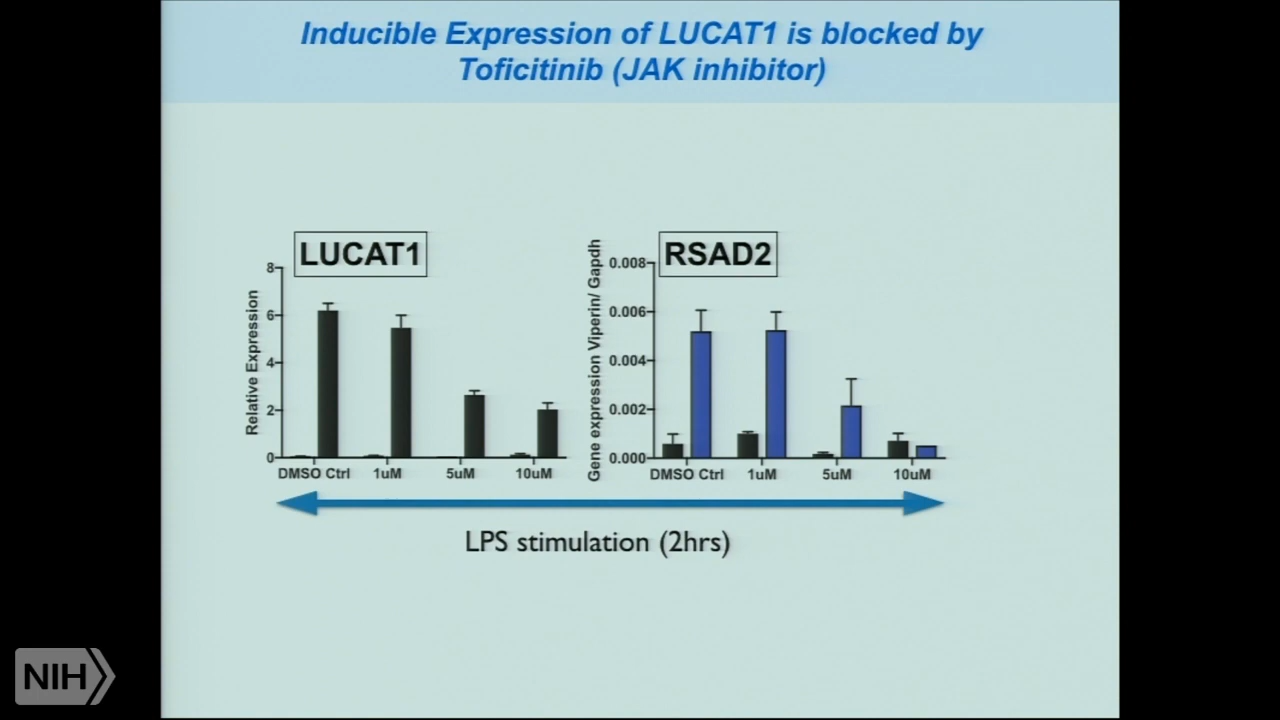 Inducible Expression of LUCAT1 is blocked by
Toficitinib (JAK inhibitor)
LUCAT1
Relative Expression
8
6
4
2
0
DMSO Ctrl 1uM 5uM 10uM
RSAD2
Gene expression Viperin/ Gapdh
0.008
0.006
0.004
0.002
0.000
DMSO Ctrl 1uM 5uM 10uM
LPS stimulation (2hrs)
NIH